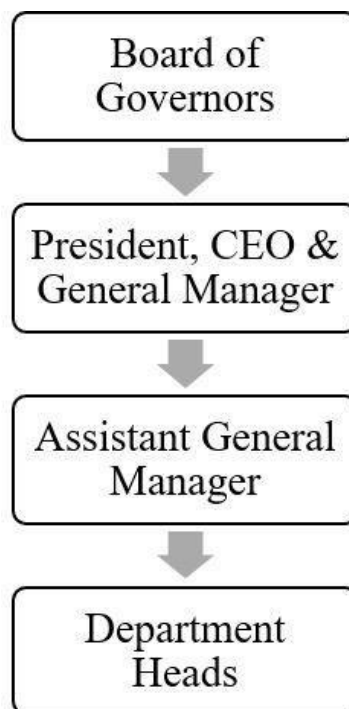 Board of
Governors
President, CEO &
General Manager
Assistant General
Manager
Department
Heads